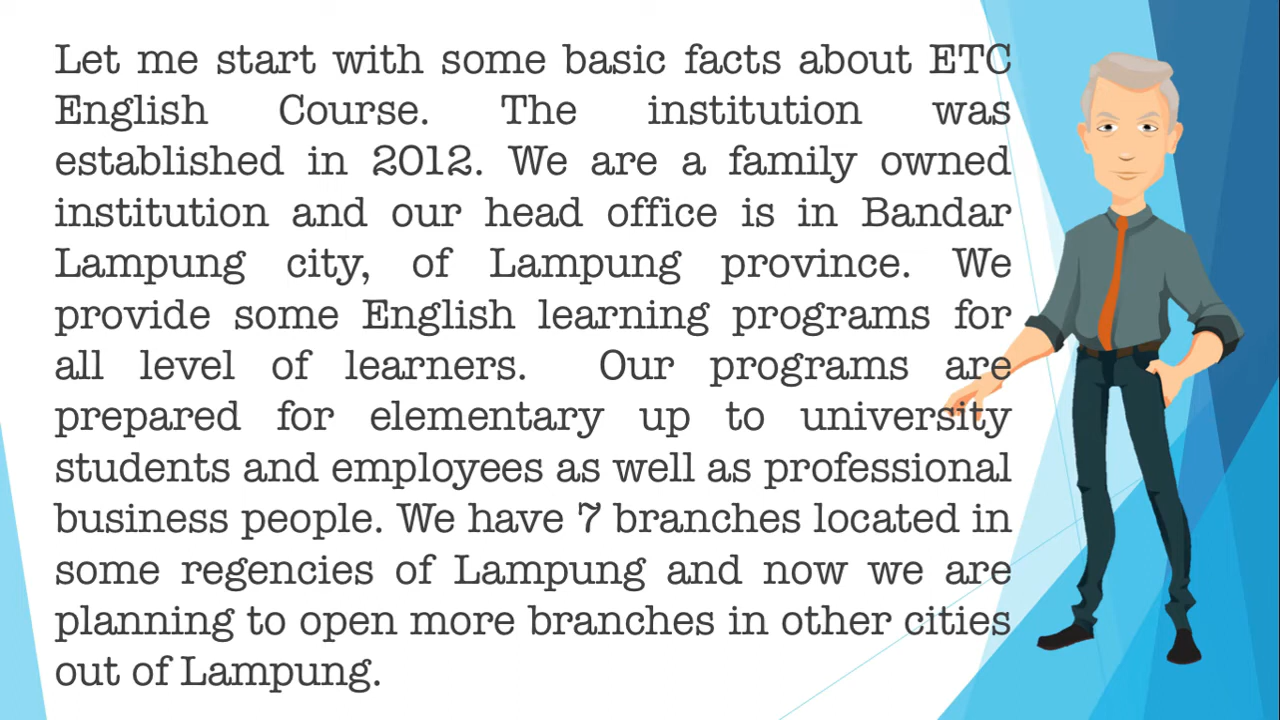 Let me start with some basic facts about ETC
English Course. The institution was
established in 2012. We are a family owned
institution and our head office is in Bandar
Lampung city, of Lampung province. We
provide some English learning programs for
all level of learners. Our programs are
prepared for elementary up to university
students and employees as well as professional
business people. We have 7 branches located in
some regencies of Lampung and now we are
planning to open more branches in other cities
out of Lampung.